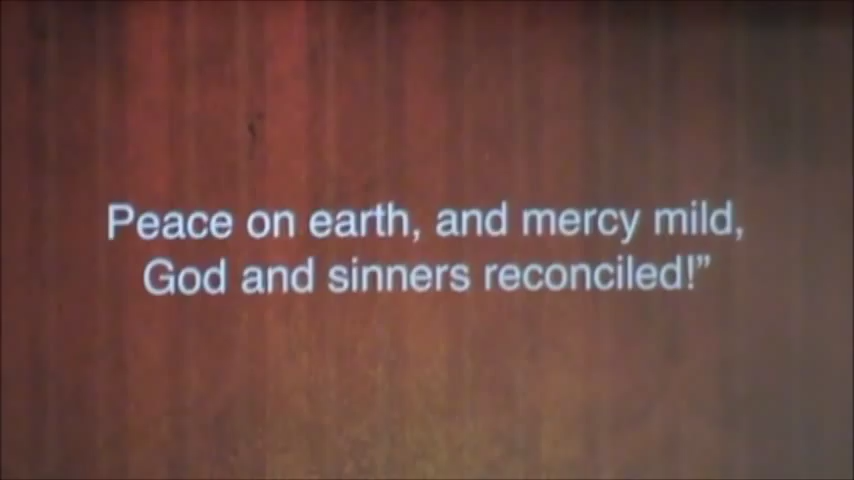 Peace on earth, and mercy mild,
God and sinners reconciled!”